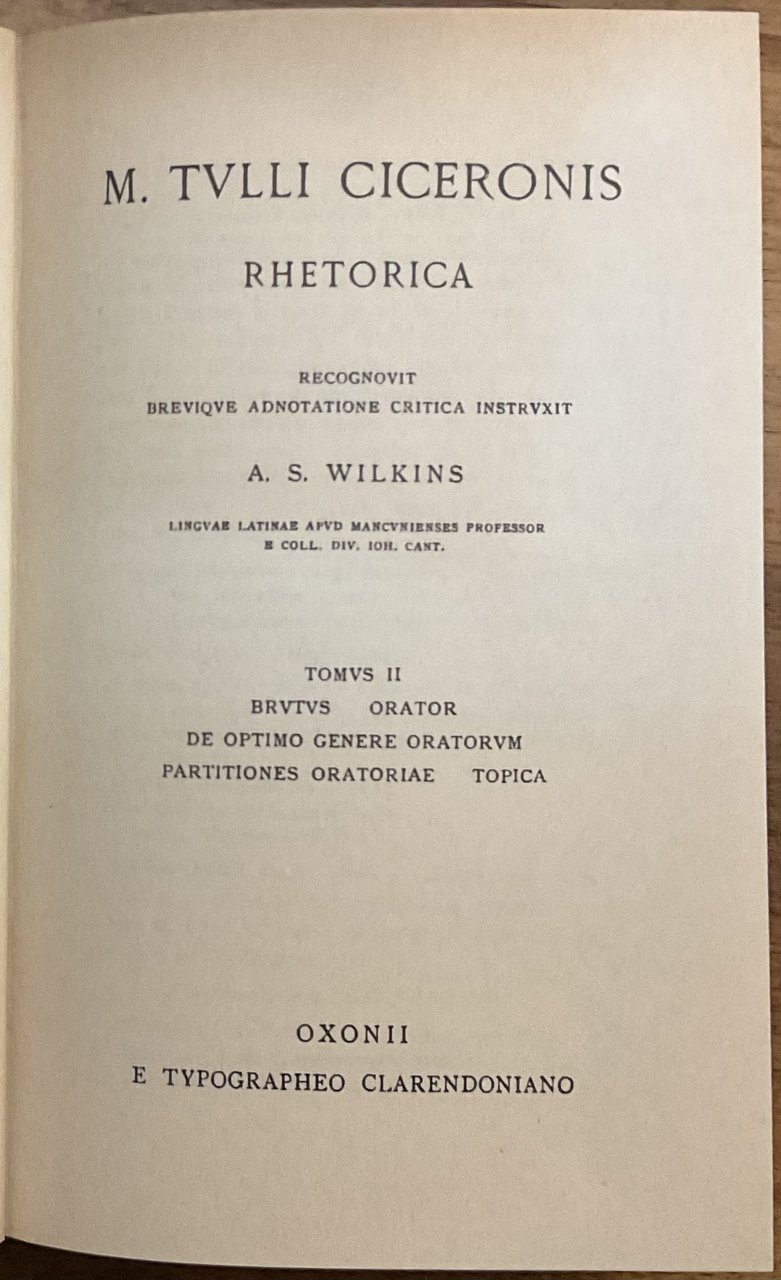 M. TVLLI CICERONIS
RHETORICA
RECOGNOVIT
BREVIQVE ADNOTATIONE CRITICA INSTRVXIT
A. S. WILKINS
LINGVAE LATINAE APVD MANCVNIENSES PROFESSOR
E COLL. DIV. IOH. CANT.
TOMVS II
BRVTVS ORATOR
DE OPTIMO GENERE ORATORVM
PARTITIONES ORATORIAE TOPICA
OXONII
E TYPOGRAPHEO CLARENDONIANO